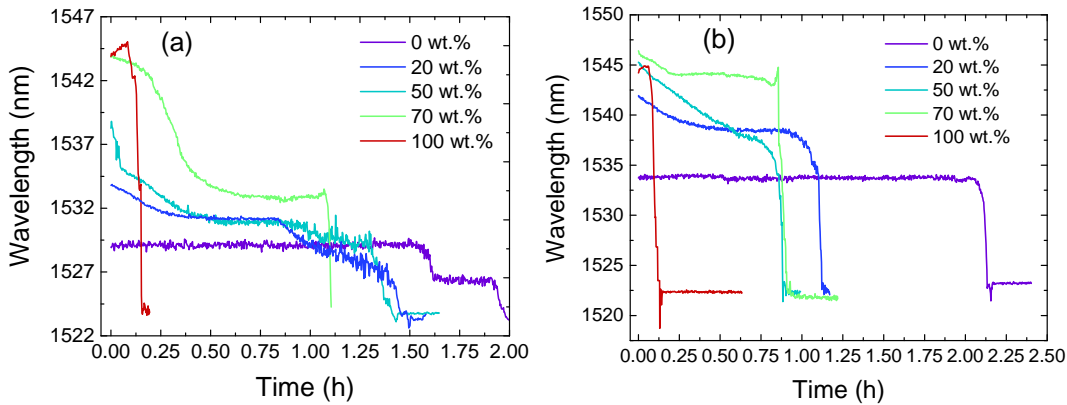 (a)
Wavelength (nm)
1547
1542
1537
1532
1527
1522
0 wt.%
20 wt.%
50 wt.%
70 wt.%
100 wt.%
0.00 0.25 0.50 0.75 1.00 1.25 1.50 1.75 2.00
Time (h)
(b)
Wavelength (nm)
1550
1545
1540
1535
1530
1525
1520
0 wt.%
20 wt.%
50 wt.%
70 wt.%
100 wt.%
0.00 0.25 0.50 0.75 1.00 1.25 1.50 1.75 2.00 2.25 2.50
Time (h)